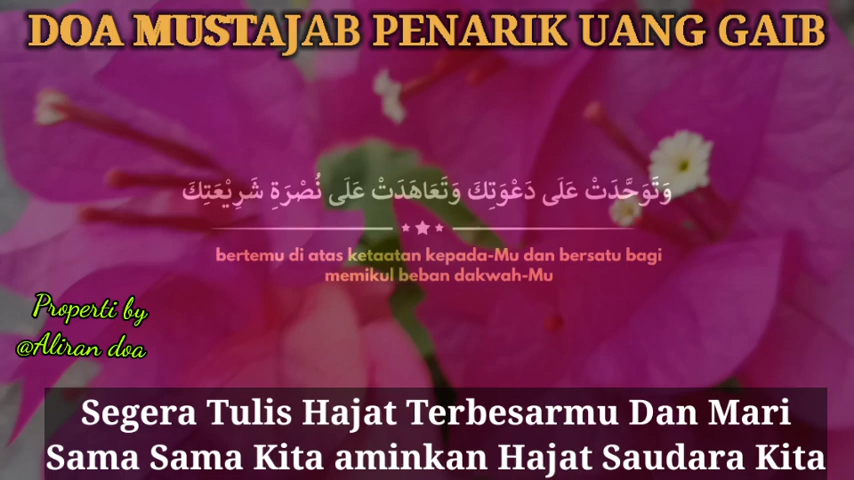 DOA MUSTAJAB PENARIK UANG GAIB
وَتَوَحَّدَتْ عَلَى دَعْوَتِكَ وَتَعَاهَدَتْ عَلَى نُصْرَةِ شَرِيْعَتِكَ
bertemu di atas ketaatan kepada-Mu dan bersatu bagi
memikul beban dakwah-Mu
Properti by
@Aliran doa
Segera Tulis Hajat Terbesarmu Dan Mari
Sama Sama Kita aminkan Hajat Saudara Kita